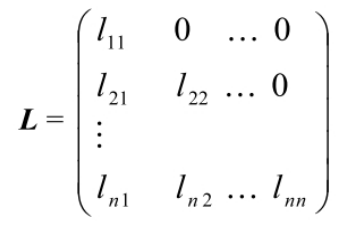 L = ( l₁₁ 0 … 0
l₂₁ l₂₂ … 0
⋮
lₙ₁ lₙ₂ … lₙₙ )